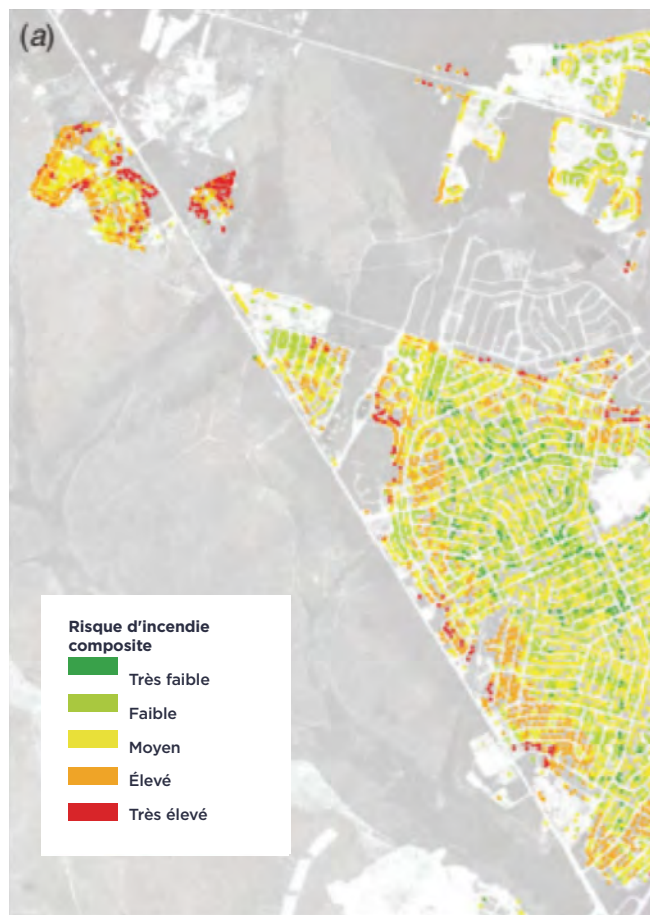 (a)
Risque d'incendie
composite
Très faible
Faible
Moyen
Élevé
Très élevé